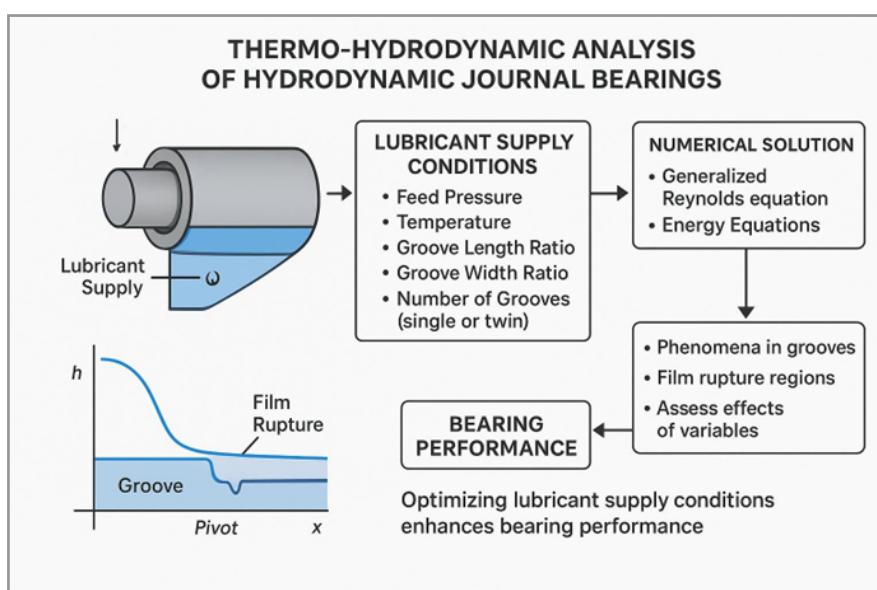 THERMO-HYDRODYNAMIC ANALYSIS
OF HYDRODYNAMIC JOURNAL BEARINGS
Lubricant
Supply
ω
LUBRICANT SUPPLY
CONDITIONS
• Feed Pressure
• Temperature
• Groove Length Ratio
• Groove Width Ratio
• Number of Grooves
(single or twin)
NUMERICAL SOLUTION
• Generalized
Reynolds equation
• Energy Equations
• Phenomena in grooves
• Film rupture regions
• Assess effects
of variables
BEARING
PERFORMANCE
Optimizing lubricant supply conditions
enhances bearing performance
h
Film
Rupture
Groove
Pivot
x